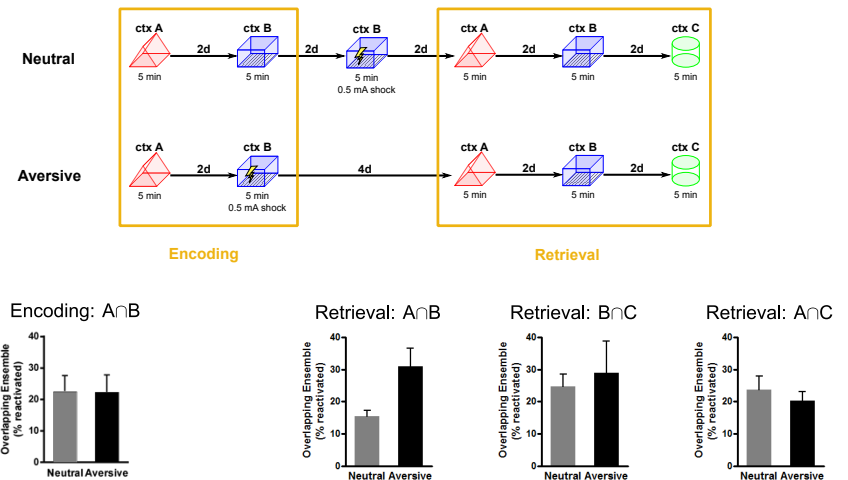 ctx A ctx B ctx B ctx A ctx B ctx C
Neutral 2d 2d 2d 2d 2d
5 min 5 min 5 min 5 min 5 min 5 min
0.5 mA shock
ctx A ctx B ctx A ctx B ctx C
Aversive 2d 4d 2d 2d
5 min 5 min 5 min 5 min 5 min
0.5 mA shock
Encoding Retrieval
Encoding: A∩B
Overlapping Ensemble
(% reactivated)
40
30
20
10
0
Neutral Aversive
Retrieval: A∩B
Overlapping Ensemble
(% reactivated)
40
30
20
10
0
Neutral Aversive
Retrieval: B∩C
Overlapping Ensemble
(% reactivated)
40
30
20
10
0
Neutral Aversive
Retrieval: A∩C
Overlapping Ensemble
(% reactivated)
40
30
20
10
0
Neutral Aversive